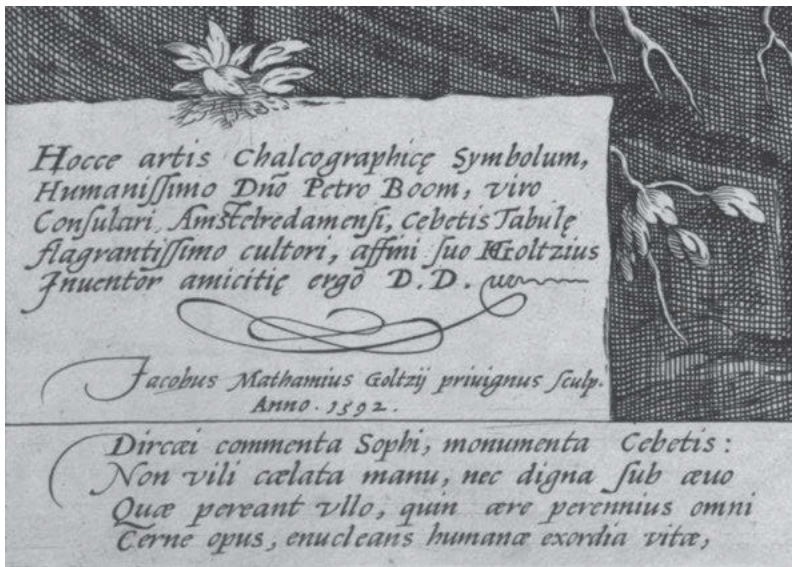 Hocce artis Chalcographicę Symbolum,
Humaniſſimo Dn̄o Petro Boom, viro
Conſulari, Amſtelredamenſi, Cebetis Tabulę
flagrantiſſimo cultori, affini ſuo HGoltzius
Inuentor amicitię ergo D.D.
Jacobus Mathamius Goltzij priuignus ſculp.
Anno. 1592.
Dircæi commenta Sophi, monumenta Cebetis:
Non vili cælata manu, nec digna ſub æuo
Quæ pereant vllo, quin ære perennius omni
Cerne opus, enucleans humanæ exordia vitæ,